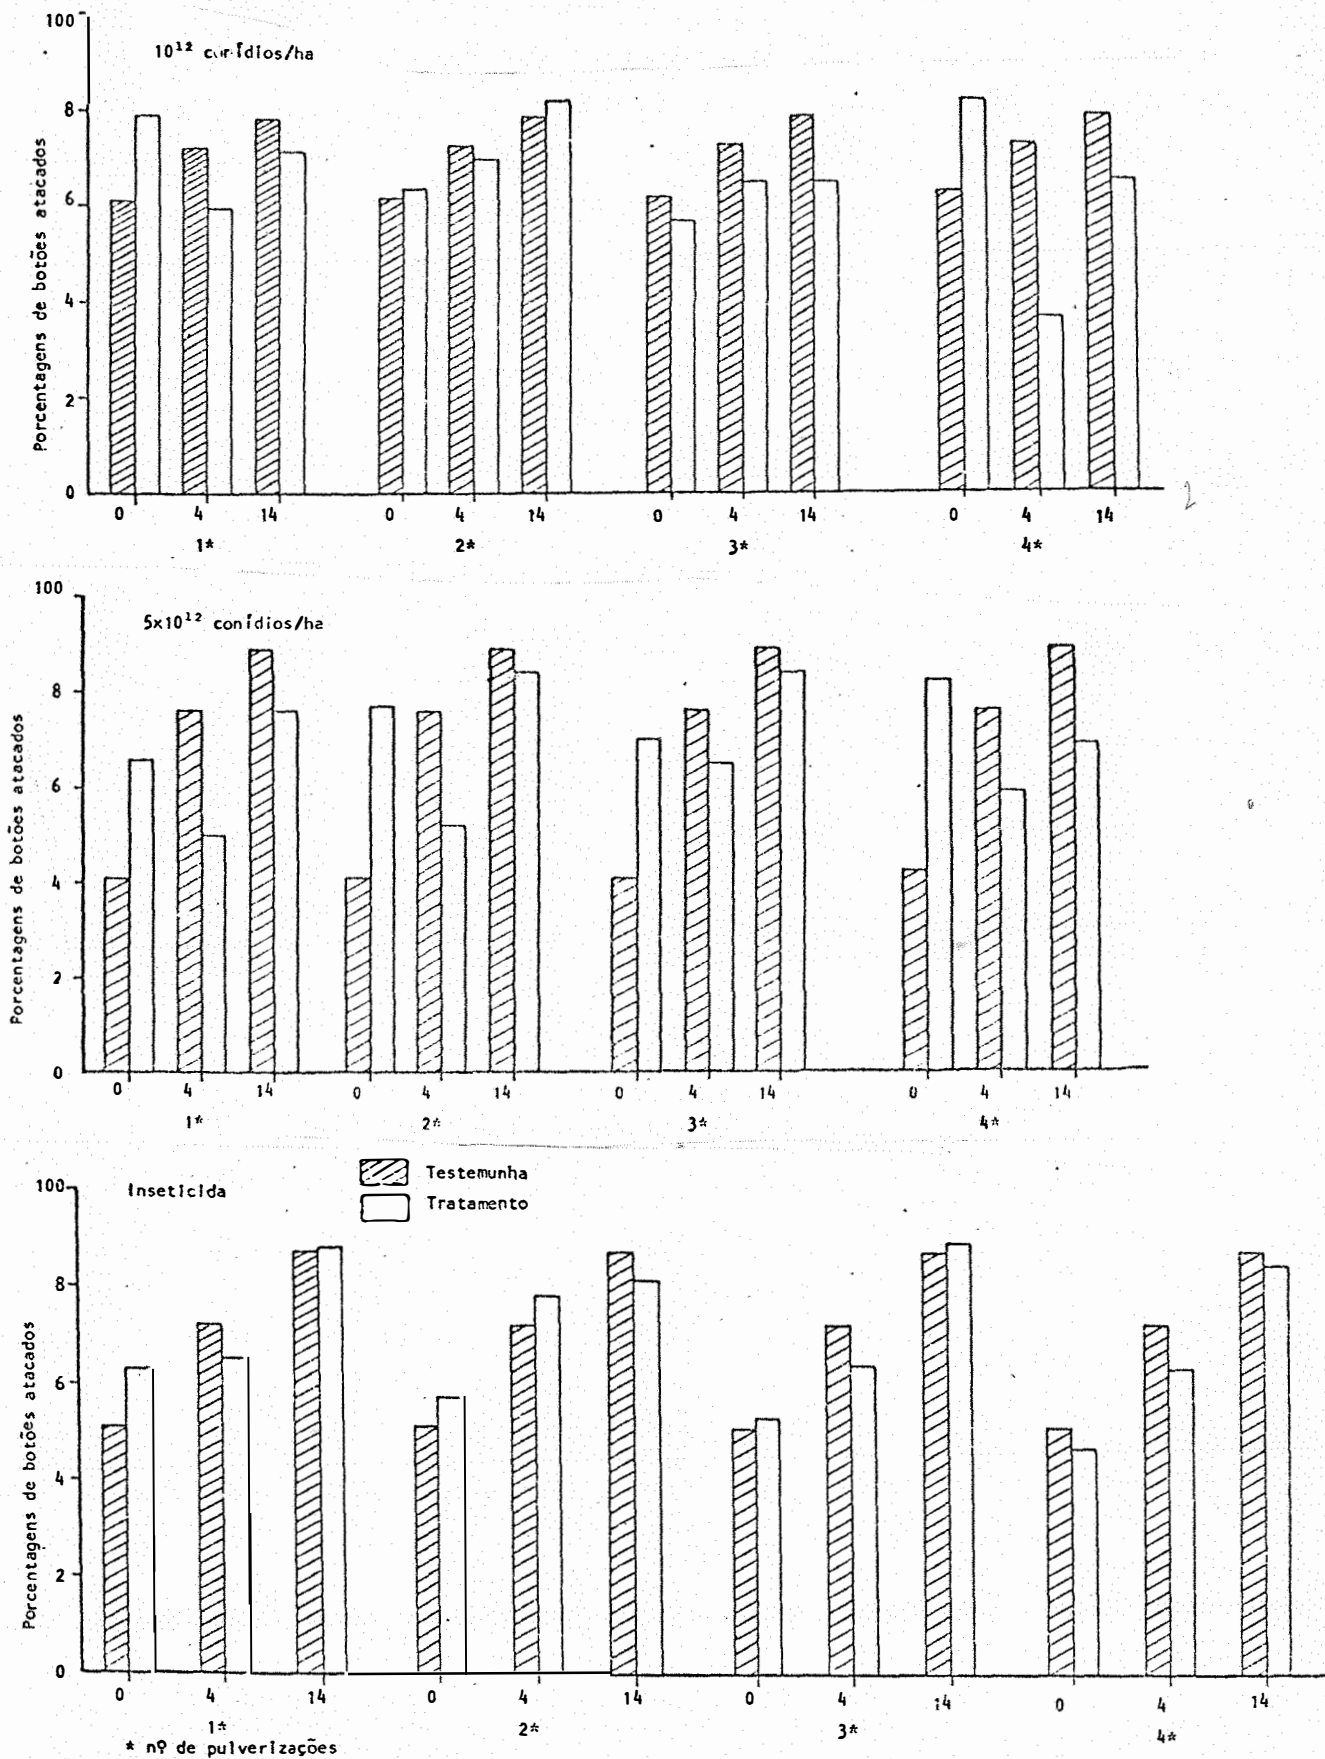 100
10¹² conídios/ha
8
6
4
2
0
Porcentagens de botões atacados
0 4 14 0 4 14 0 4 14 0 4 14
1* 2* 3* 4*
100
5x10¹² conídios/ha
8
6
4
2
0
Porcentagens de botões atacados
0 4 14 0 4 14 0 4 14 0 4 14
1* 2* 3* 4*
100
Inseticida
Testemunha
Tratamento
8
6
4
2
0
Porcentagens de botões atacados
0 4 14 0 4 14 0 4 14 0 4 14
1* 2* 3* 4*
* nº de pulverizações